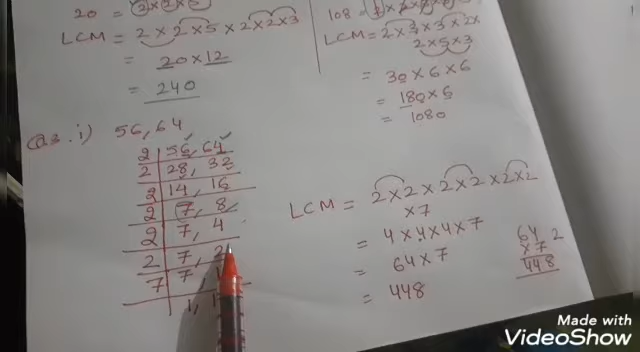 20 = 2×2×5
LCM = 2×2×5×2×2×3
= 20×12
= 240
108 =
LCM = 2×3×3×2×
2×5×3
= 30×6×6
= 180×6
= 1080
Q3. i) 56, 64
2 | 56, 64
2 | 28, 32
2 | 14, 16
2 | 7, 8
2 | 7, 4
2 | 7, 2
7 | 7, 1
1, 1
LCM = 2×2×2×2×2×2
×7
= 4×4×4×7
= 64×7
= 448
64 2
×7
448
Made with
VideoShow